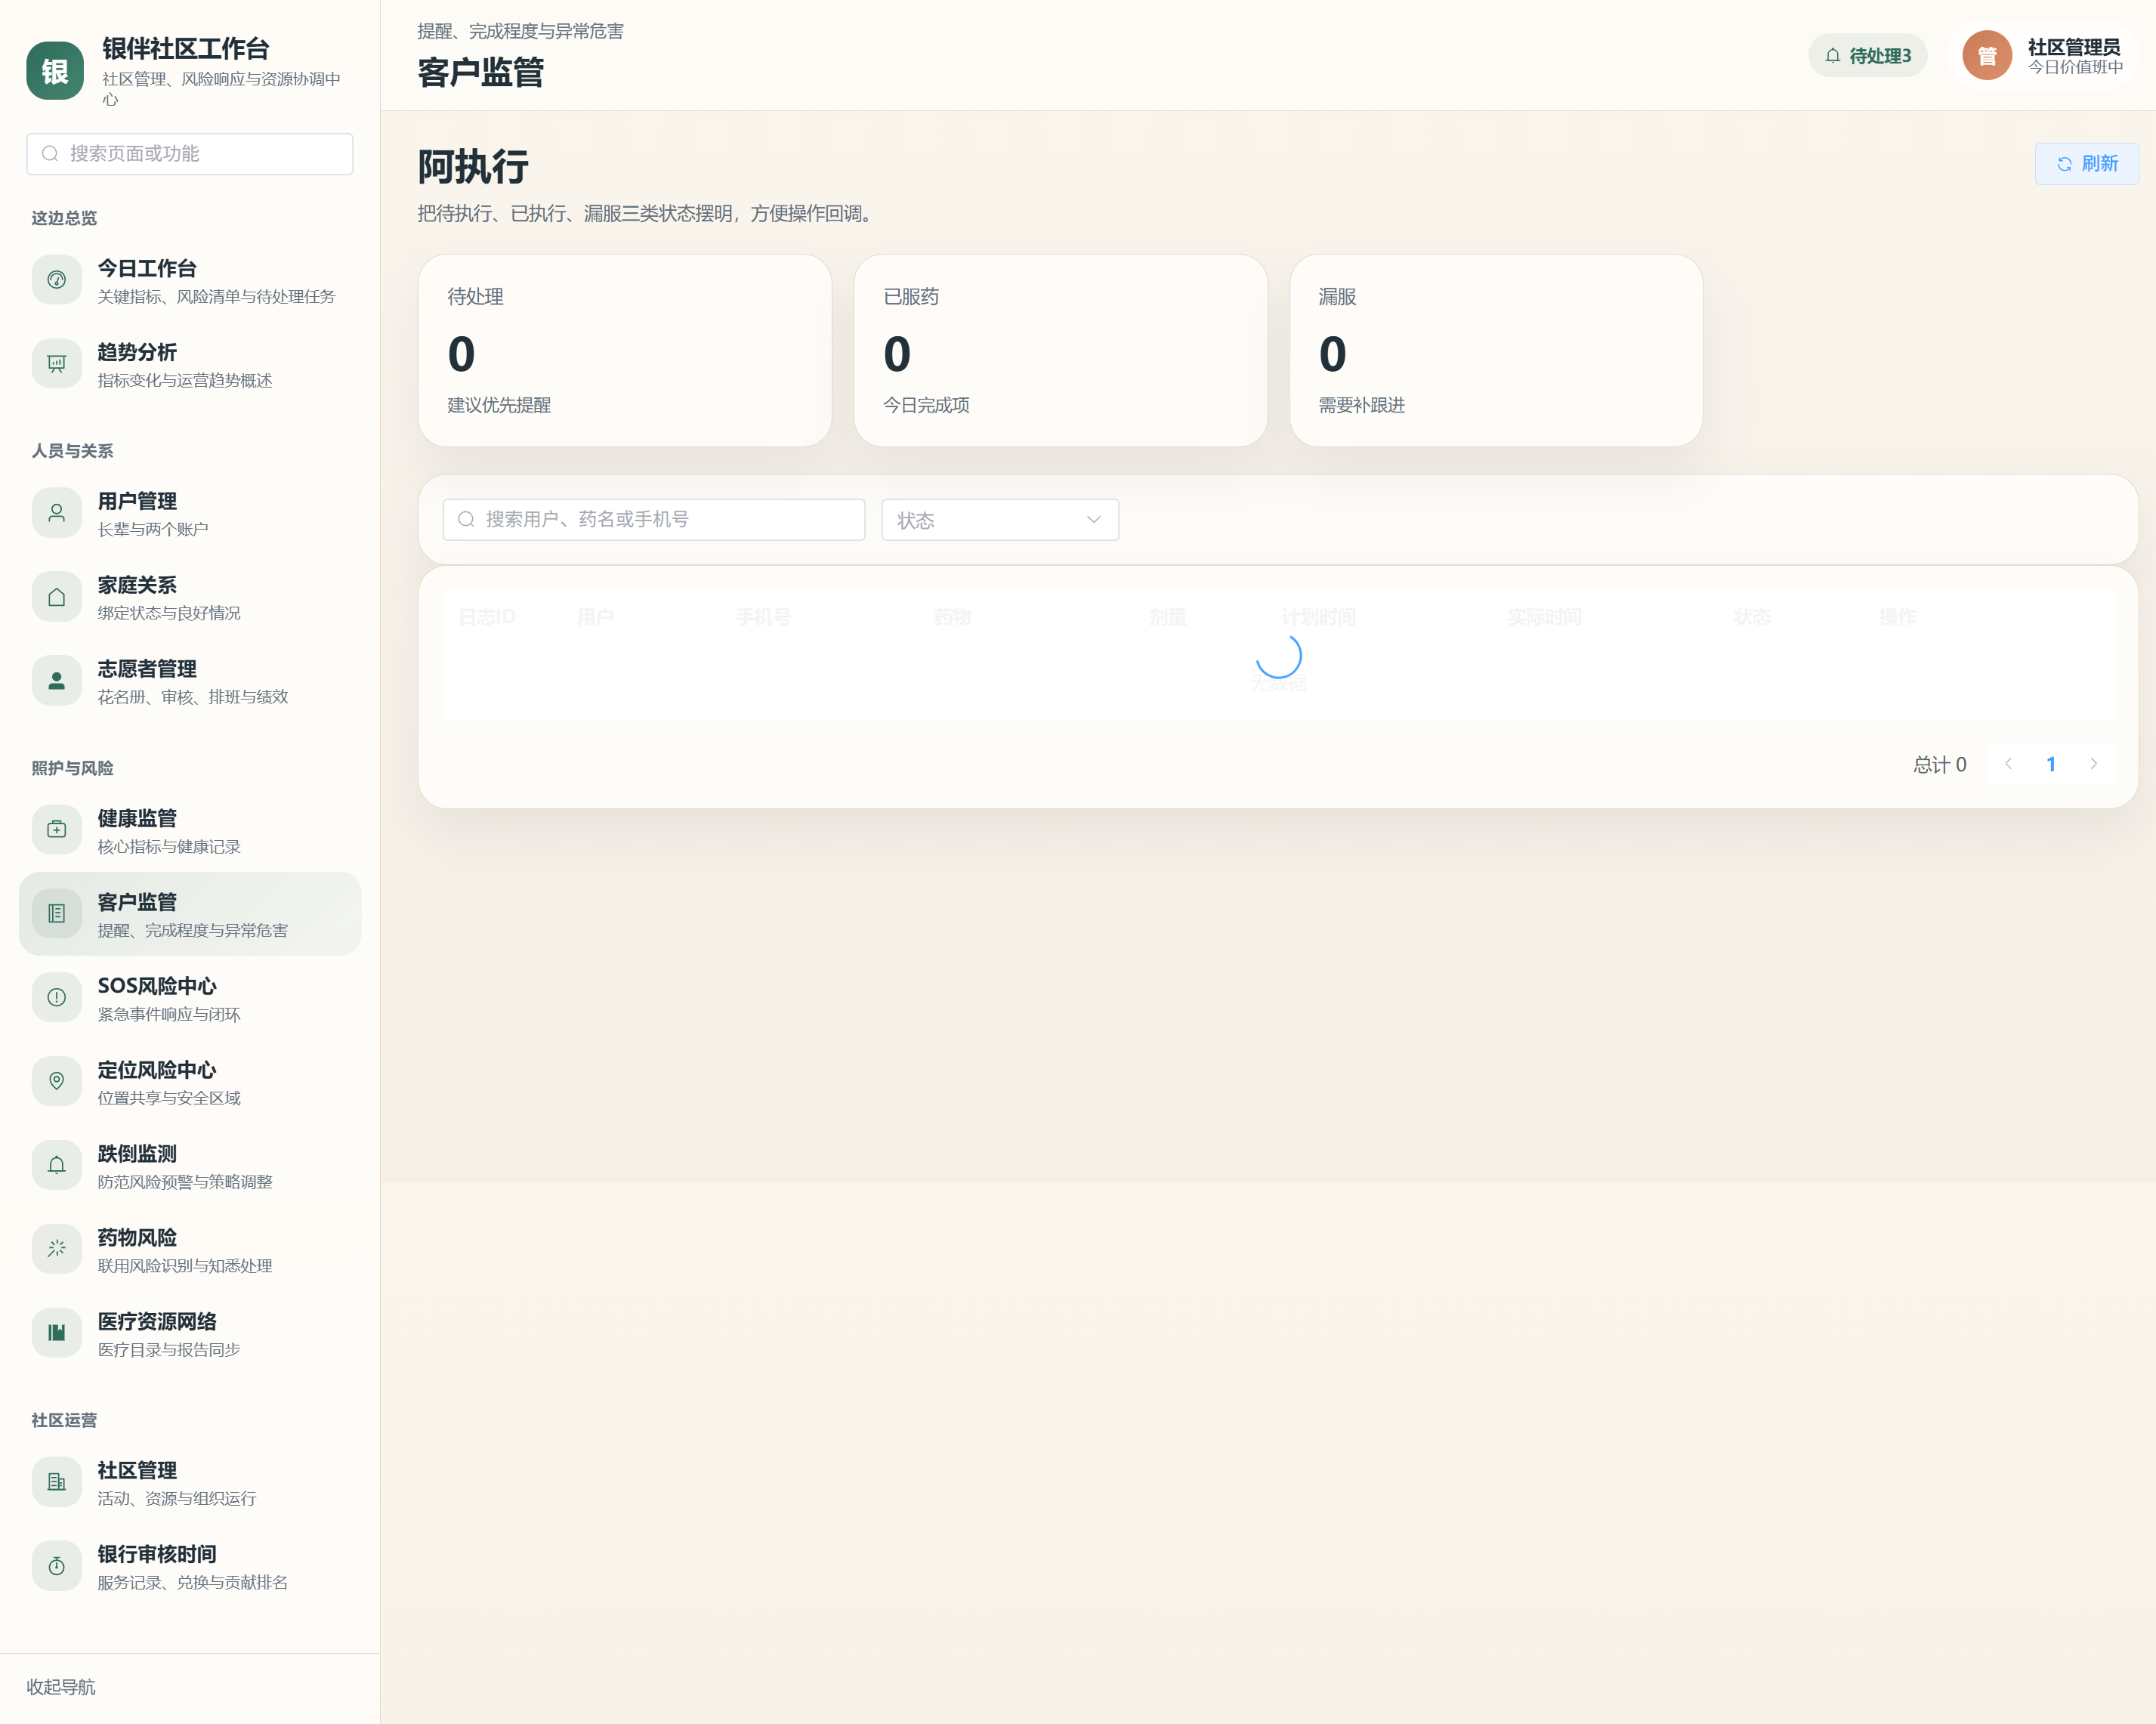 银
银伴社区工作台
社区管理、风险响应与资源协调中
心
搜索页面或功能
这边总览
今日工作台
关键指标、风险清单与待处理任务
趋势分析
指标变化与运营趋势概述
人员与关系
用户管理
长辈与两个账户
家庭关系
绑定状态与良好情况
志愿者管理
花名册、审核、排班与绩效
照护与风险
健康监管
核心指标与健康记录
客户监管
提醒、完成程度与异常危害
SOS风险中心
紧急事件响应与闭环
定位风险中心
位置共享与安全区域
跌倒监测
防范风险预警与策略调整
药物风险
联用风险识别与知悉处理
医疗资源网络
医疗目录与报告同步
社区运营
社区管理
活动、资源与组织运行
银行审核时间
服务记录、兑换与贡献排名
收起导航
提醒、完成程度与异常危害
客户监管
待处理3
管
社区管理员
今日价值班中
阿执行
把待执行、已执行、漏服三类状态摆明，方便操作回调。
刷新
待处理
0
建议优先提醒
已服药
0
今日完成项
漏服
0
需要补跟进
搜索用户、药名或手机号
状态
日志ID 用户 手机号 药物 剂量 计划时间 实际时间 状态 操作
无数据
总计 0 1